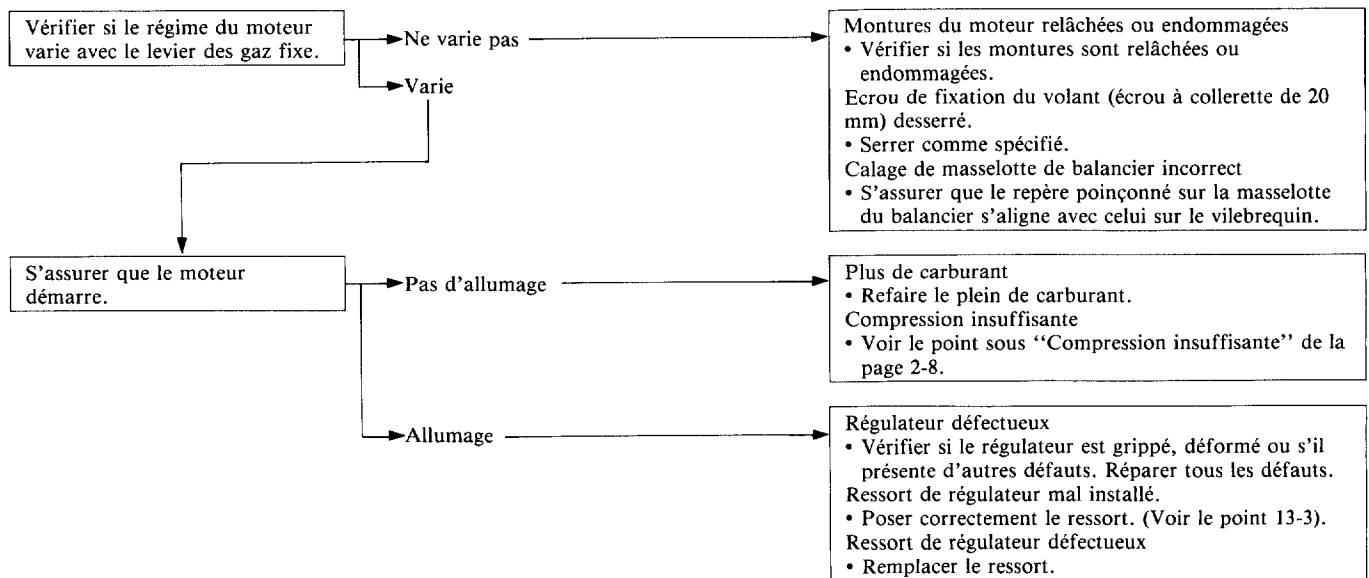 Vérifier si le régime du moteur
varie avec le levier des gaz fixe.
Ne varie pas
Varie
Montures du moteur relâchées ou endommagées
• Vérifier si les montures sont relâchées ou
endommagées.
Ecrou de fixation du volant (écrou à collerette de 20
mm) desserré.
• Serrer comme spécifié.
Calage de masselotte de balancier incorrect
• S'assurer que le repère poinçonné sur la masselotte
du balancier s'aligne avec celui sur le vilebrequin.
S'assurer que le moteur
démarre.
Pas d'allumage
Plus de carburant
• Refaire le plein de carburant.
Compression insuffisante
• Voir le point sous "Compression insuffisante" de la
page 2-8.
Allumage
Régulateur défectueux
• Vérifier si le régulateur est grippé, déformé ou s'il
présente d'autres défauts. Réparer tous les défauts.
Ressort de régulateur mal installé.
• Poser correctement le ressort. (Voir le point 13-3).
Ressort de régulateur défectueux
• Remplacer le ressort.